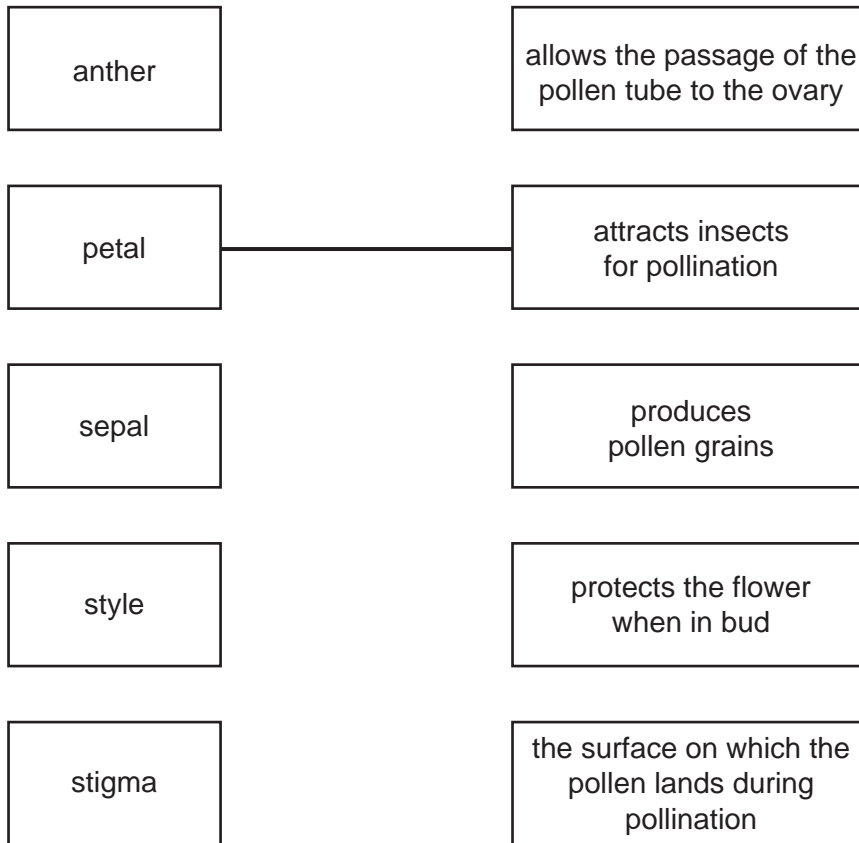 anther
allows the passage of the
pollen tube to the ovary
petal
attracts insects
for pollination
sepal
produces
pollen grains
style
protects the flower
when in bud
stigma
the surface on which the
pollen lands during
pollination